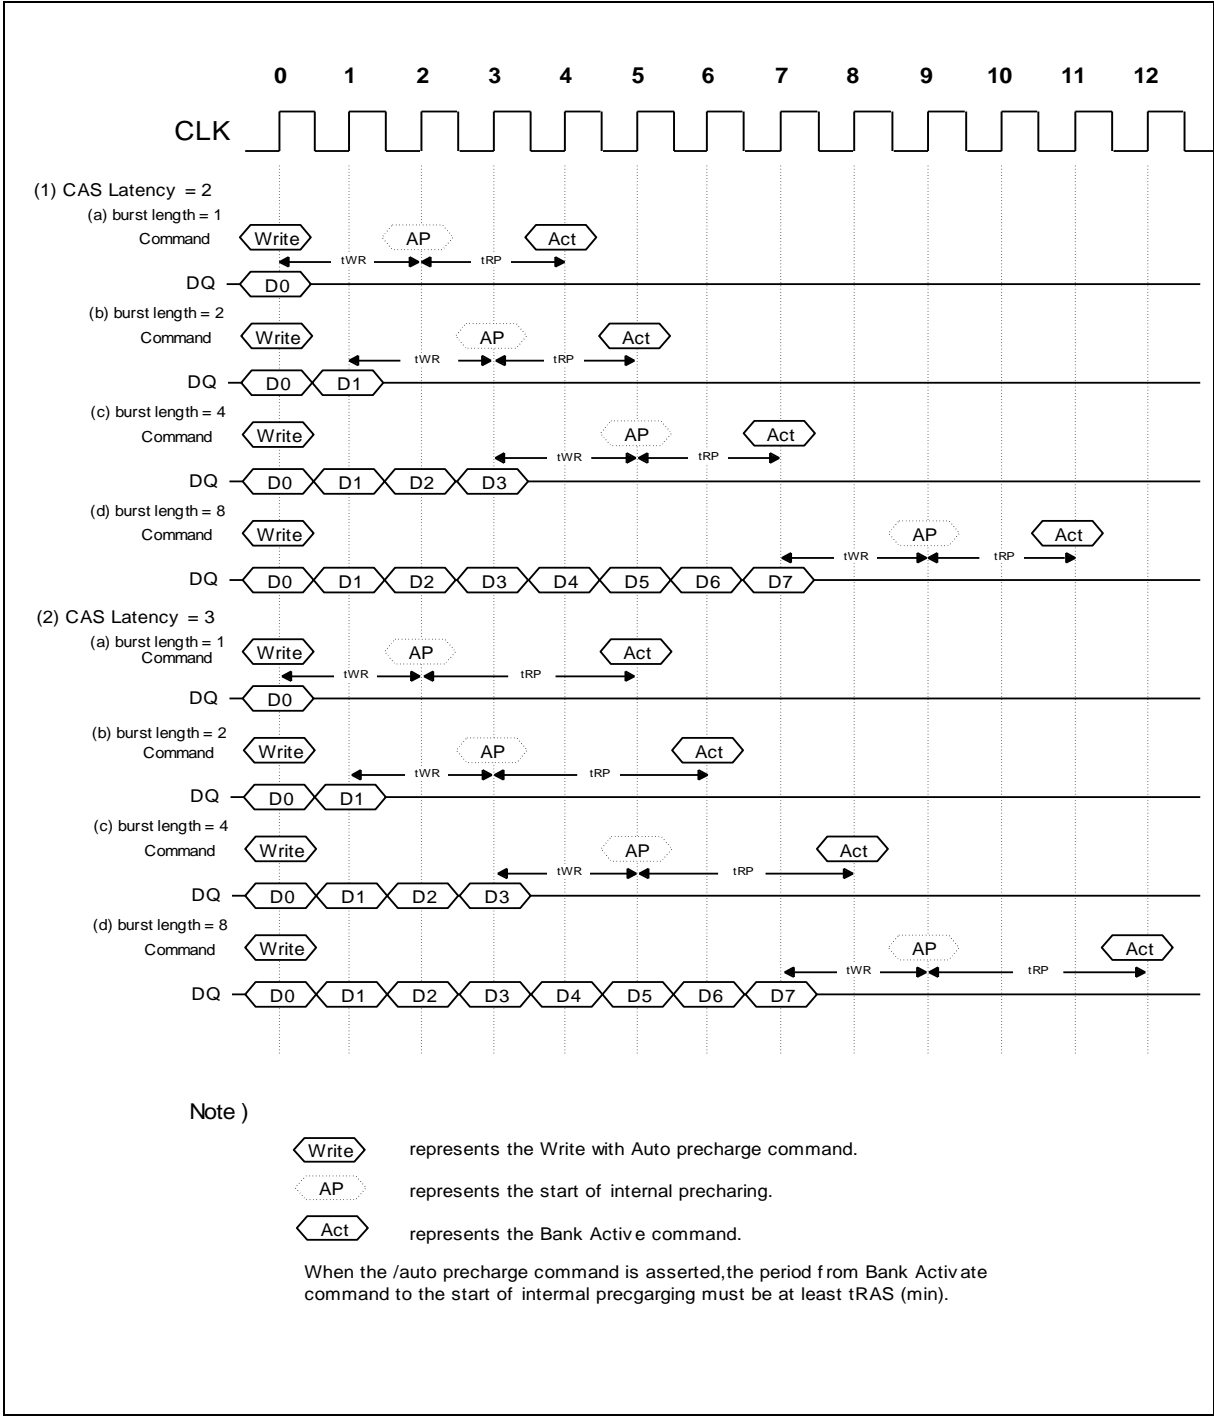 0 1 2 3 4 5 6 7 8 9 10 11 12
CLK
(1) CAS Latency = 2
(a) burst length = 1
Command Write AP Act
tWR tRP
DQ D0
(b) burst length = 2
Command Write AP Act
tWR tRP
DQ D0 D1
(c) burst length = 4
Command Write AP Act
tWR tRP
DQ D0 D1 D2 D3
(d) burst length = 8
Command Write AP Act
tWR tRP
DQ D0 D1 D2 D3 D4 D5 D6 D7
(2) CAS Latency = 3
(a) burst length = 1
Command Write AP Act
tWR tRP
DQ D0
(b) burst length = 2
Command Write AP Act
tWR tRP
DQ D0 D1
(c) burst length = 4
Command Write AP Act
tWR tRP
DQ D0 D1 D2 D3
(d) burst length = 8
Command Write AP Act
tWR tRP
DQ D0 D1 D2 D3 D4 D5 D6 D7
Note )
Write represents the Write with Auto precharge command.
AP represents the start of internal precharing.
Act represents the Bank Active command.
When the /auto precharge command is asserted,the period from Bank Activate
command to the start of intermal precgarging must be at least tRAS (min).